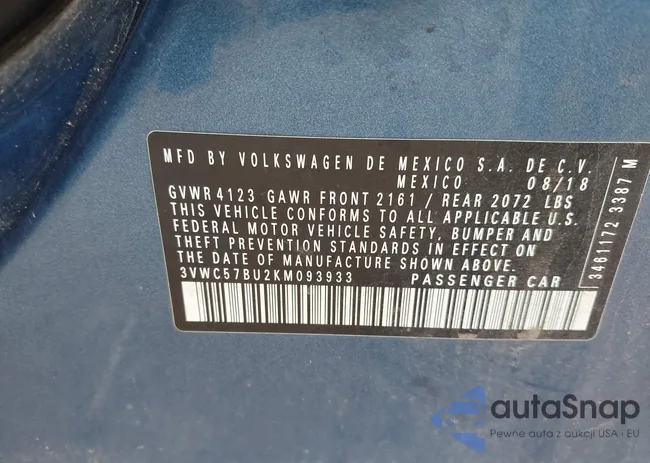 MFD BY VOLKSWAGEN DE MEXICO S.A. DE C.V.
MEXICO 08/18
GVWR 4123 GAWR FRONT 2161 / REAR 2072 LBS
THIS VEHICLE CONFORMS TO ALL APPLICABLE U.S.
FEDERAL MOTOR VEHICLE SAFETY, BUMPER AND
THEFT PREVENTION STANDARDS IN EFFECT ON
THE DATE OF MANUFACTURE SHOWN ABOVE.
3VWC57BU2KM093933 PASSENGER CAR
3461172 3387 M
autaSnap
Pewne auta z aukcji USA · EU